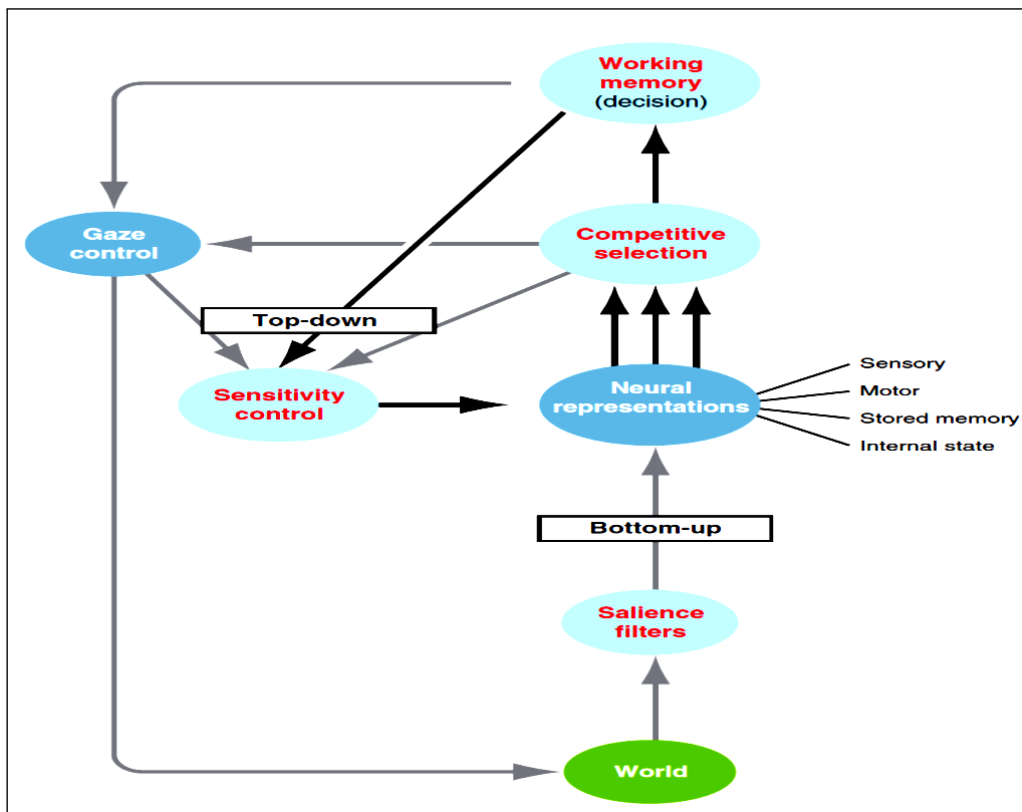 Working
memory
(decision)
Gaze
control
Competitive
selection
Top-down
Sensitivity
control
Neural
representations
Sensory
Motor
Stored memory
Internal state
Bottom-up
Salience
filters
World